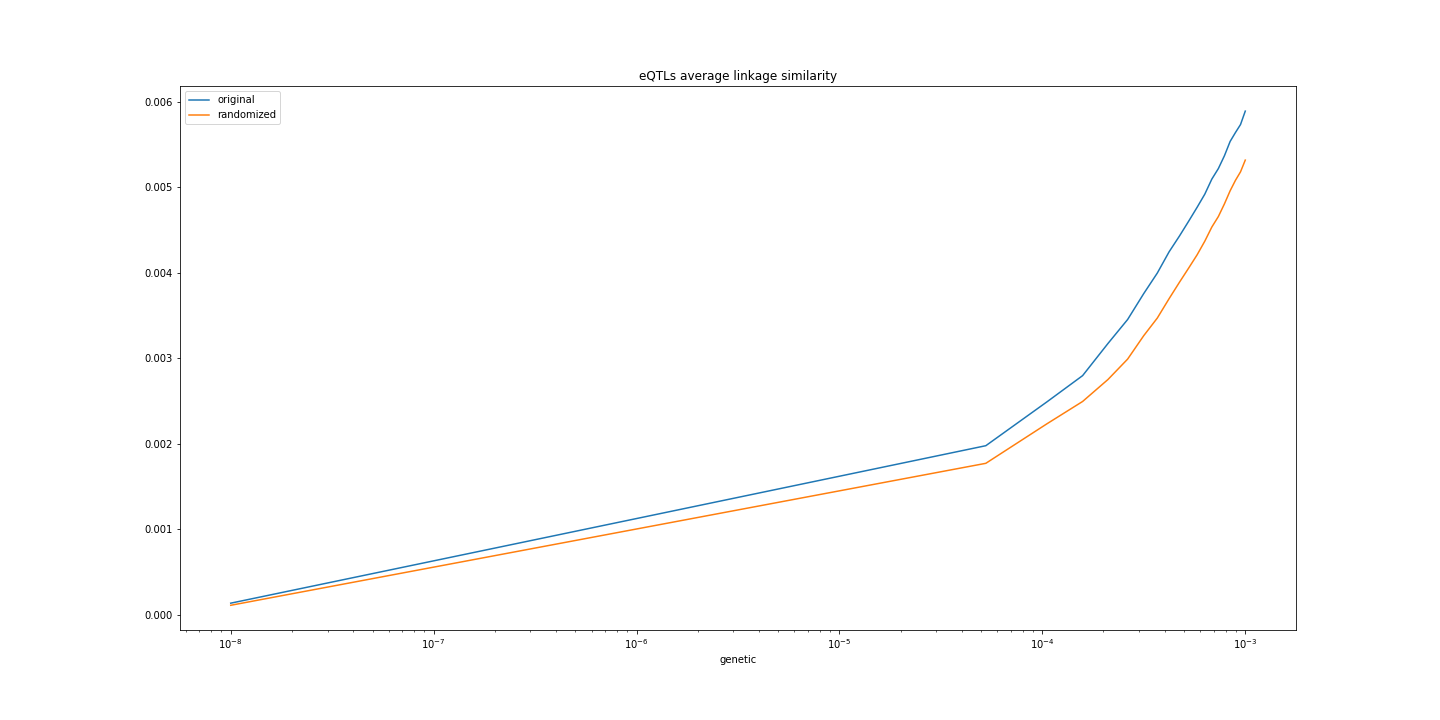 eQTLs average linkage similarity
original
randomized
0.006
0.005
0.004
0.003
0.002
0.001
0.000
10⁻⁸ 10⁻⁷ 10⁻⁶ 10⁻⁵ 10⁻⁴ 10⁻³
genetic